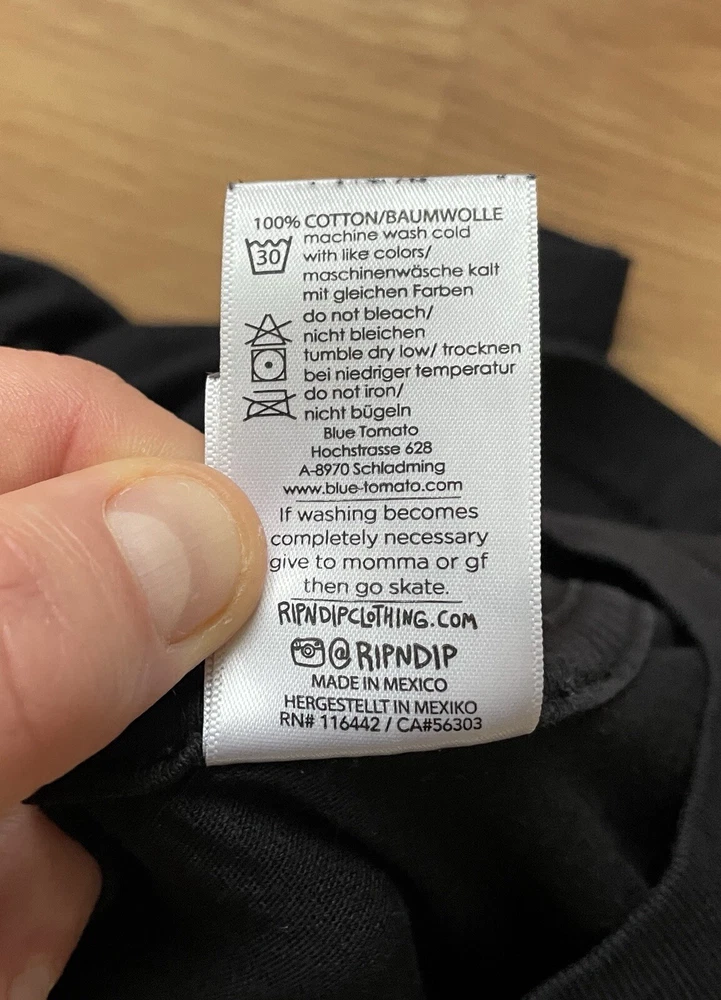 100% COTTON/BAUMWOLLE
30
machine wash cold
with like colors/
maschinenwäsche kalt
mit gleichen Farben
do not bleach/
nicht bleichen
tumble dry low/ trocknen
bei niedriger temperatur
do not iron/
nicht bügeln
Blue Tomato
Hochstrasse 628
A-8970 Schladming
www.blue-tomato.com
If washing becomes
completely necessary
give to momma or gf
then go skate.
RIPNDIPCLOTHING.COM
@RIPNDIP
MADE IN MEXICO
HERGESTELLT IN MEXIKO
RN# 116442 / CA#56303